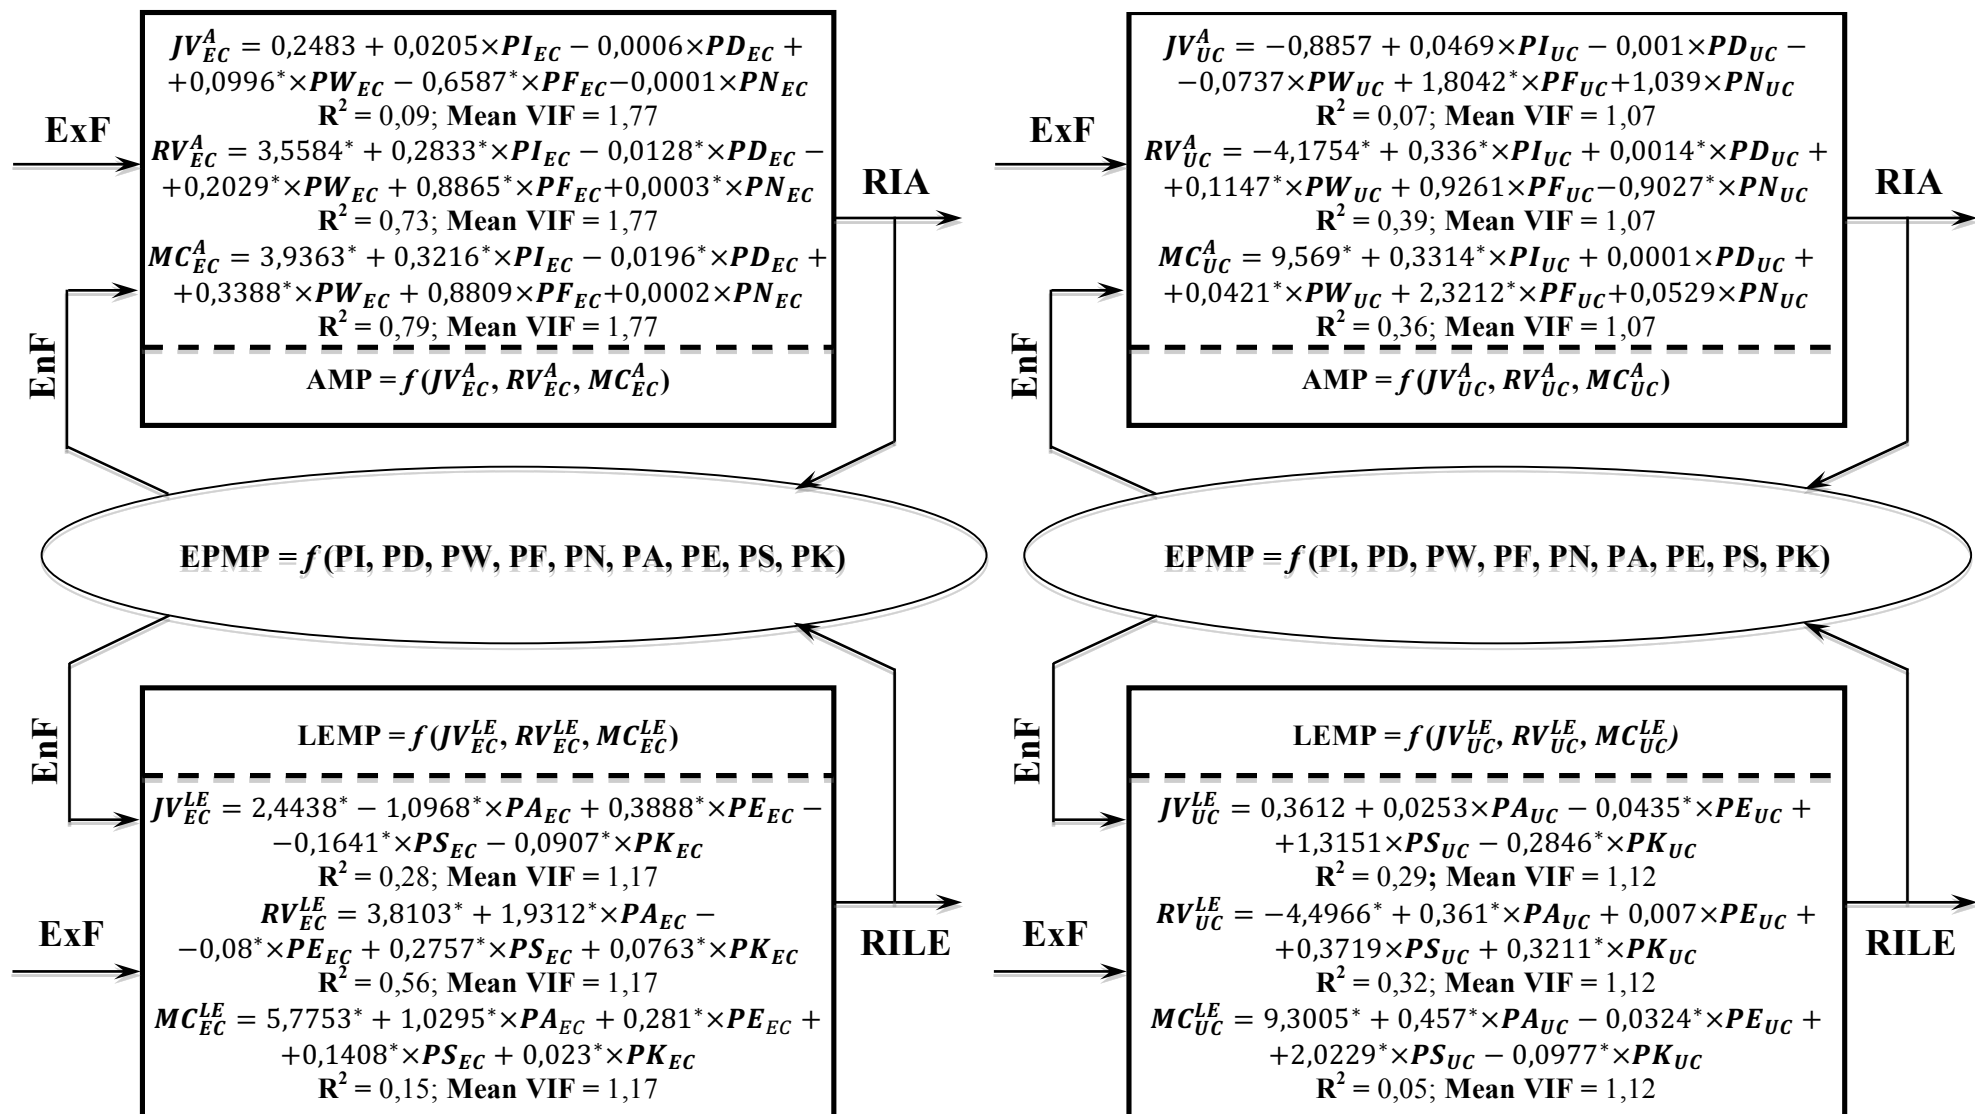 JV^A_EC = 0,2483 + 0,0205×PI_EC − 0,0006×PD_EC +
+0,0996*×PW_EC − 0,6587*×PF_EC−0,0001×PN_EC
R² = 0,09; Mean VIF = 1,77
RV^A_EC = 3,5584* + 0,2833*×PI_EC − 0,0128*×PD_EC −
+0,2029*×PW_EC + 0,8865*×PF_EC+0,0003*×PN_EC
R² = 0,73; Mean VIF = 1,77
MC^A_EC = 3,9363* + 0,3216*×PI_EC − 0,0196*×PD_EC +
+0,3388*×PW_EC + 0,8809*×PF_EC+0,0002×PN_EC
R² = 0,79; Mean VIF = 1,77
AMP = f(JV^A_EC, RV^A_EC, MC^A_EC)
ExF
EnF
RIA
JV^A_UC = −0,8857 + 0,0469×PI_UC − 0,001×PD_UC −
−0,0737×PW_UC + 1,8042*×PF_UC+1,039×PN_UC
R² = 0,07; Mean VIF = 1,07
RV^A_UC = −4,1754* + 0,336*×PI_UC + 0,0014*×PD_UC +
+0,1147*×PW_UC + 0,9261×PF_UC−0,9027*×PN_UC
R² = 0,39; Mean VIF = 1,07
MC^A_UC = 9,569* + 0,3314*×PI_UC + 0,0001×PD_UC +
+0,0421*×PW_UC + 2,3212*×PF_UC+0,0529×PN_UC
R² = 0,36; Mean VIF = 1,07
AMP = f(JV^A_UC, RV^A_UC, MC^A_UC)
ExF
EnF
RIA
EPMP = f(PI, PD, PW, PF, PN, PA, PE, PS, PK)
EPMP = f(PI, PD, PW, PF, PN, PA, PE, PS, PK)
LEMP = f(JV^LE_EC, RV^LE_EC, MC^LE_EC)
JV^LE_EC = 2,4438* − 1,0968*×PA_EC + 0,3888*×PE_EC −
−0,1641*×PS_EC − 0,0907*×PK_EC
R² = 0,28; Mean VIF = 1,17
RV^LE_EC = 3,8103* + 1,9312*×PA_EC −
−0,08*×PE_EC + 0,2757*×PS_EC + 0,0763*×PK_EC
R² = 0,56; Mean VIF = 1,17
MC^LE_EC = 5,7753* + 1,0295*×PA_EC + 0,281*×PE_EC +
+0,1408*×PS_EC + 0,023*×PK_EC
R² = 0,15; Mean VIF = 1,17
EnF
ExF
RILE
LEMP = f(JV^LE_UC, RV^LE_UC, MC^LE_UC)
JV^LE_UC = 0,3612 + 0,0253×PA_UC − 0,0435*×PE_UC +
+1,3151×PS_UC − 0,2846*×PK_UC
R² = 0,29; Mean VIF = 1,12
RV^LE_UC = −4,4966* + 0,361*×PA_UC + 0,007×PE_UC +
+0,3719×PS_UC + 0,3211*×PK_UC
R² = 0,32; Mean VIF = 1,12
MC^LE_UC = 9,3005* + 0,457*×PA_UC − 0,0324*×PE_UC +
+2,0229*×PS_UC − 0,0977*×PK_UC
R² = 0,05; Mean VIF = 1,12
EnF
ExF
RILE